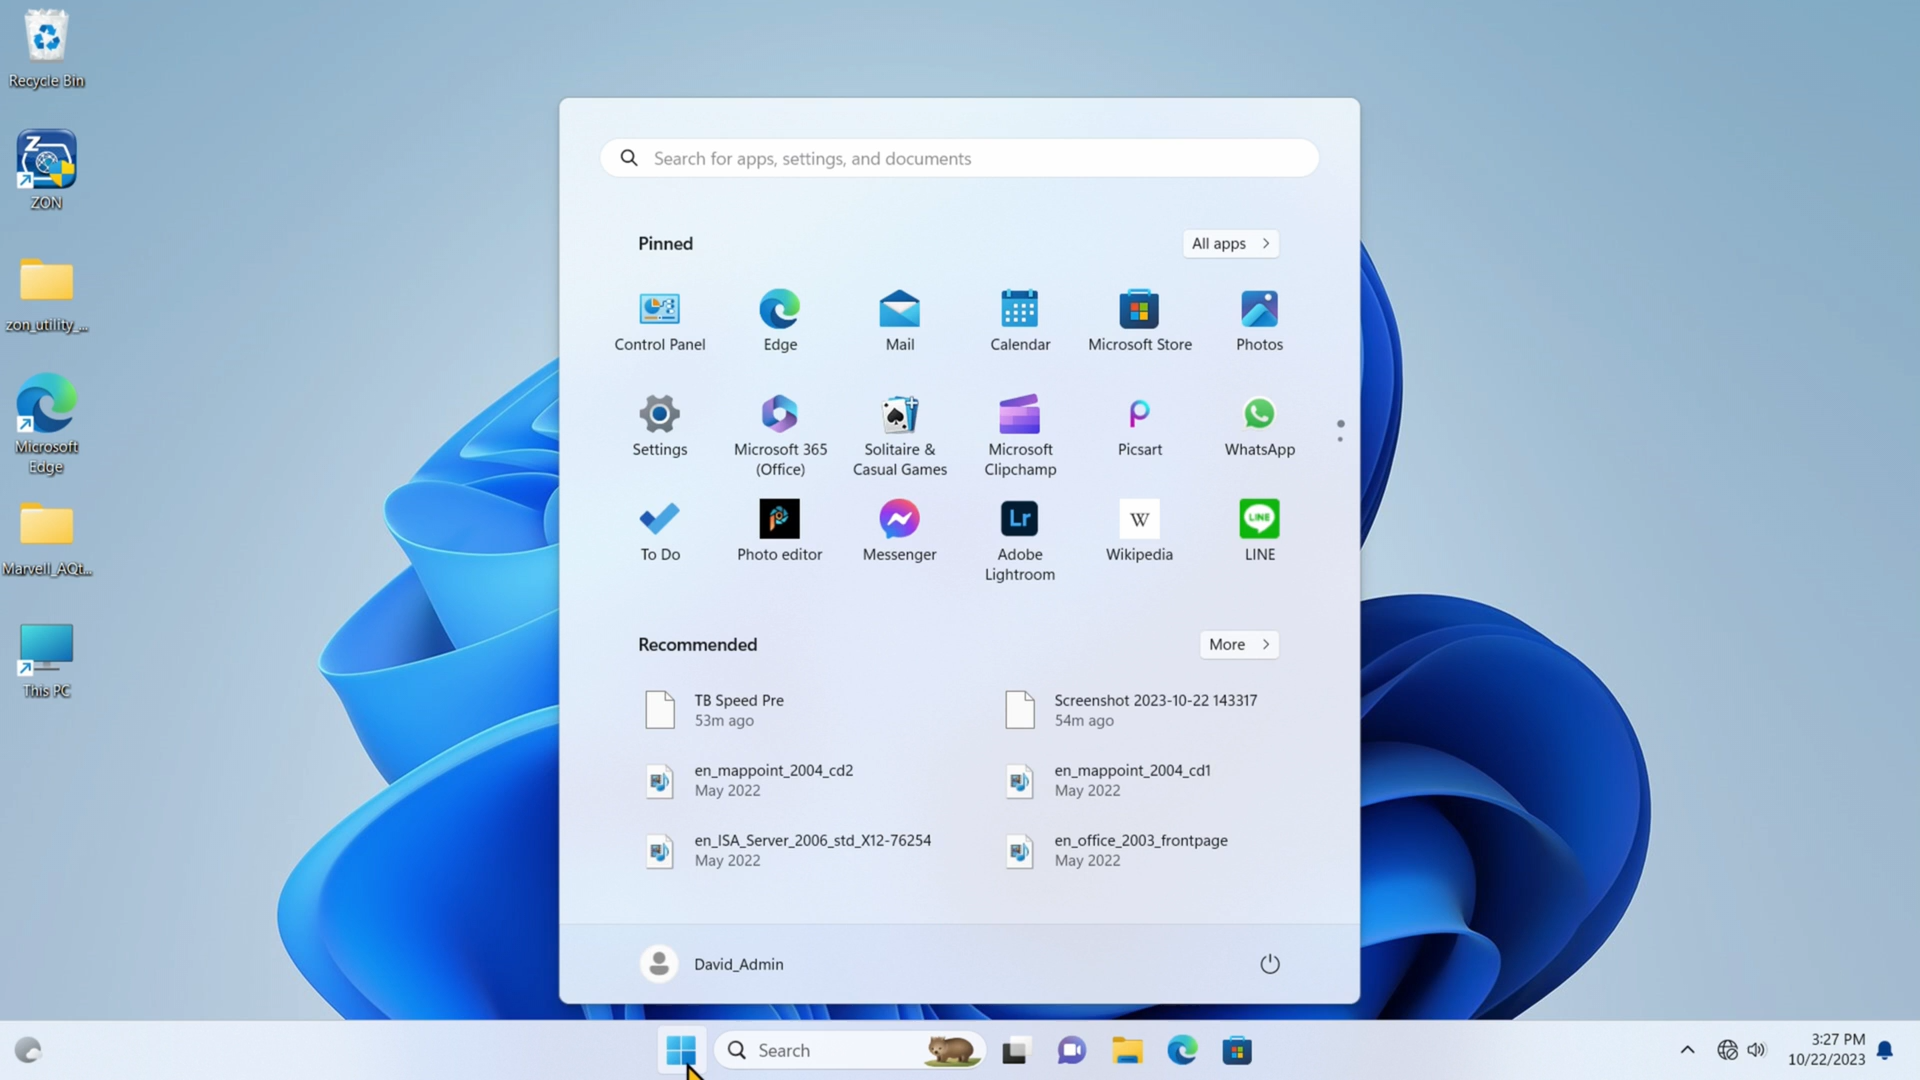 Recycle Bin
ZON
zon_utility_...
Microsoft
Edge
Marvell_AQt...
This PC
Search for apps, settings, and documents
Pinned
All apps
Control Panel
Edge
Mail
Calendar
Microsoft Store
Photos
Settings
Microsoft 365
(Office)
Solitaire &
Casual Games
Microsoft
Clipchamp
Picsart
WhatsApp
To Do
Photo editor
Messenger
Lr
Adobe
Lightroom
W
Wikipedia
LINE
LINE
Recommended
More
TB Speed Pre
53m ago
Screenshot 2023-10-22 143317
54m ago
en_mappoint_2004_cd2
May 2022
en_mappoint_2004_cd1
May 2022
en_ISA_Server_2006_std_X12-76254
May 2022
en_office_2003_frontpage
May 2022
David_Admin
Search
3:27 PM
10/22/2023